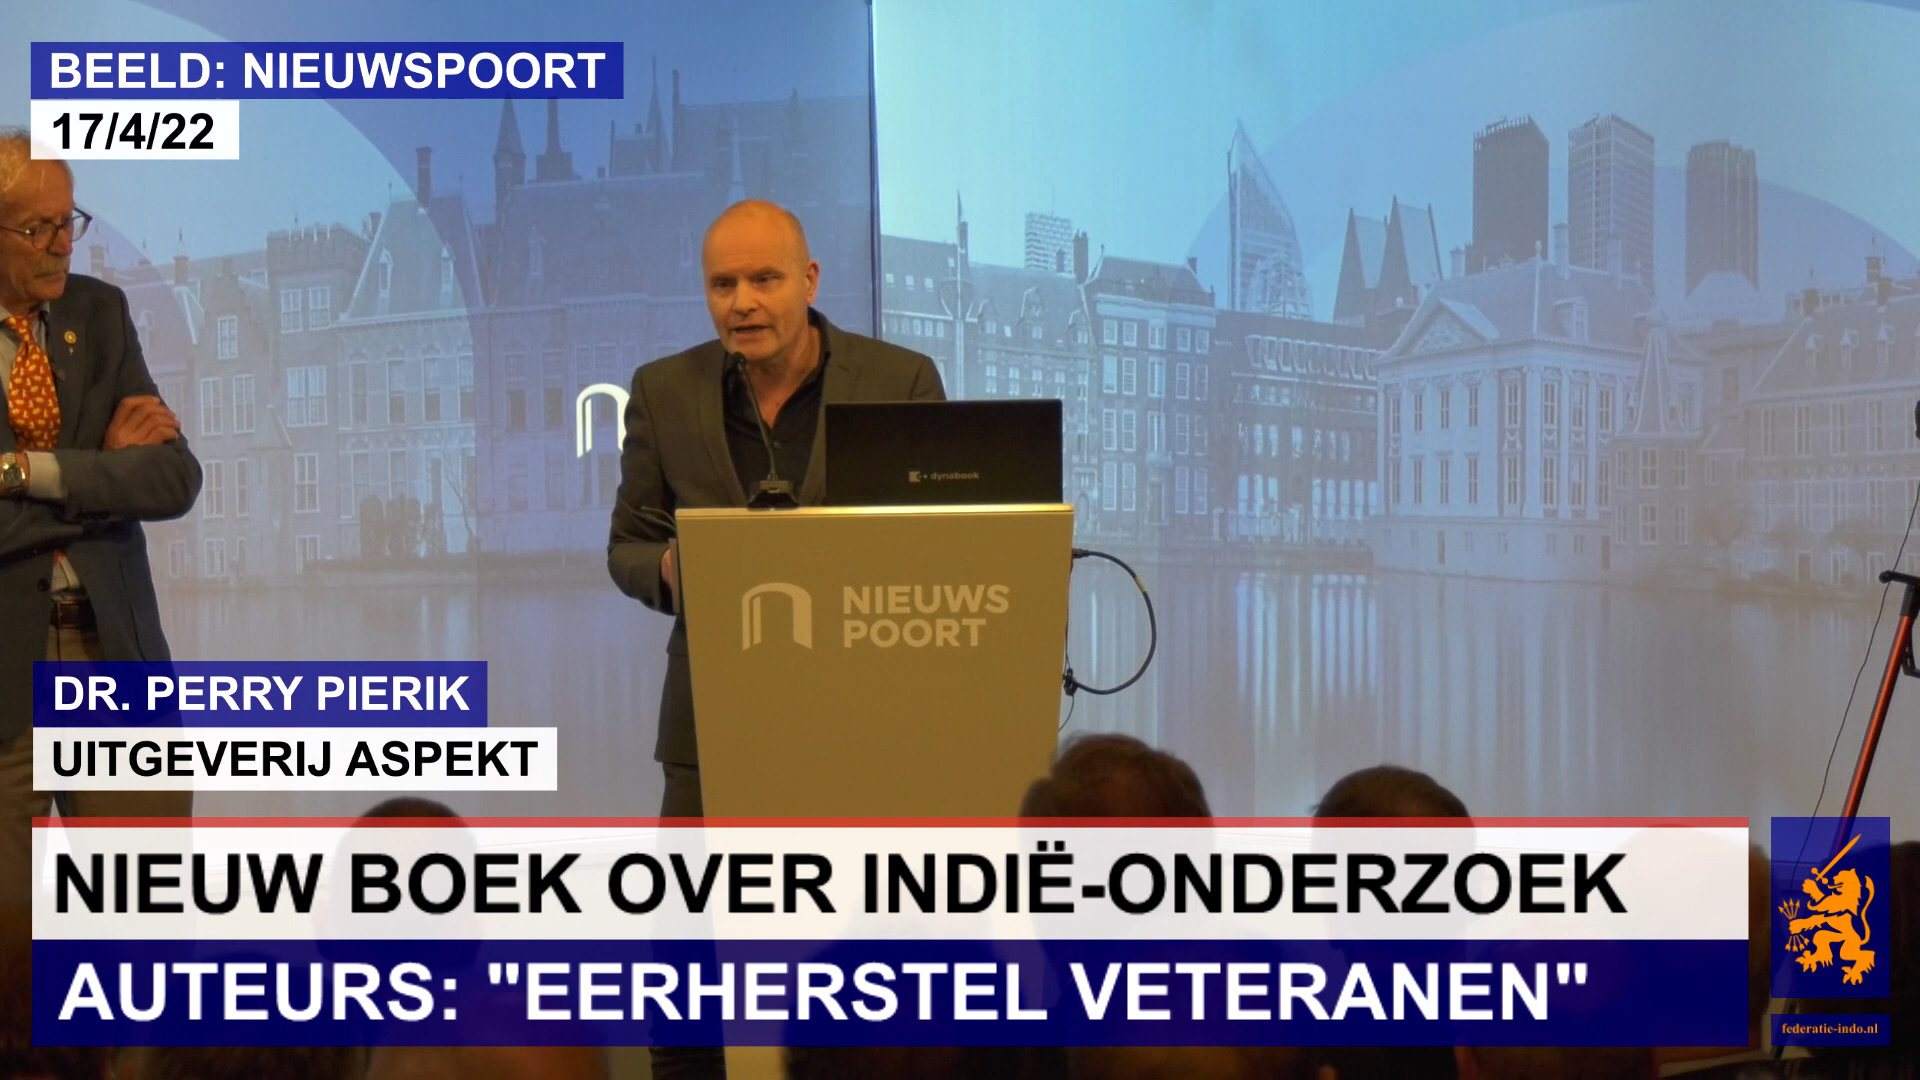 BEELD: NIEUWSPOORT
17/4/22
dynabook
NIEUWS
POORT
DR. PERRY PIERIK
UITGEVERIJ ASPEKT
NIEUW BOEK OVER INDIË-ONDERZOEK
AUTEURS: "EERHERSTEL VETERANEN"
federatie-indo.nl